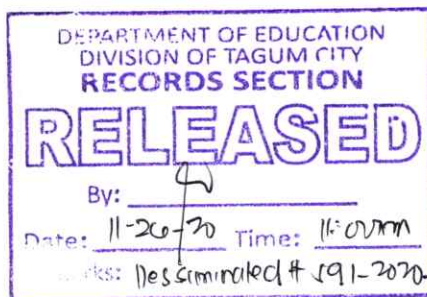 DEPARTMENT OF EDUCATION
DIVISION OF TAGUM CITY
RECORDS SECTION
RELEASED
By:
Date: 11-26-20 Time:
ks: Dessiminated # 591-2020